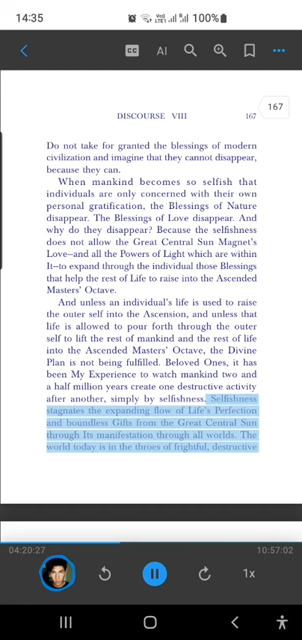 14:35
100%
CC
AI
167
DISCOURSE VIII 167
Do not take for granted the blessings of modern
civilization and imagine that they cannot disappear,
because they can.
When mankind becomes so selfish that
individuals are only concerned with their own
personal gratification, the Blessings of Nature
disappear. The Blessings of Love disappear. And
why do they disappear? Because the selfishness
does not allow the Great Central Sun Magnet's
Love—and all the Powers of Light which are within
It—to expand through the individual those Blessings
that help the rest of Life to raise into the Ascended
Masters' Octave.
And unless an individual's life is used to raise
the outer self into the Ascension, and unless that
life is allowed to pour forth through the outer
self to lift the rest of mankind and the rest of life
into the Ascended Masters' Octave, the Divine
Plan is not being fulfilled. Beloved Ones, it has
been My Experience to watch mankind two and
a half million years create one destructive activity
after another, simply by selfishness. Selfishness
stagnates the expanding flow of Life's Perfection
and boundless Gifts from the Great Central Sun
through Its manifestation through all worlds. The
world today is in the throes of frightful, destructive
04:20:27 10:57:02
1x